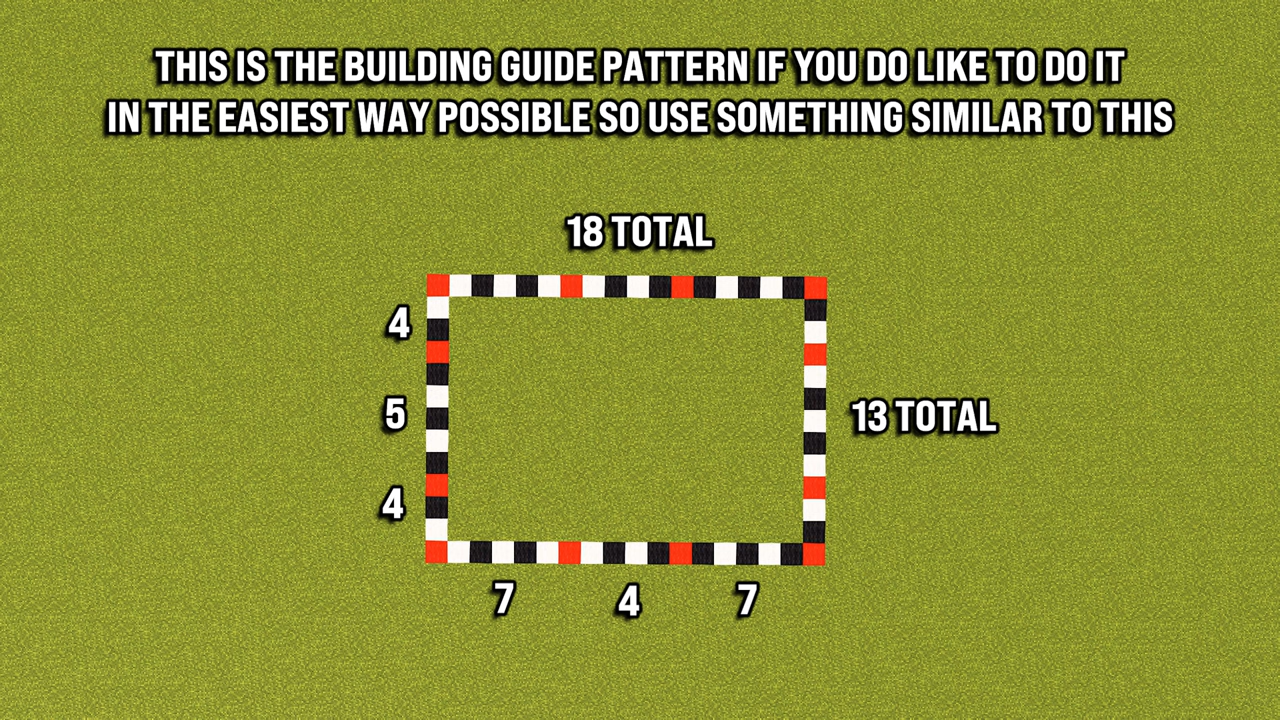 THIS IS THE BUILDING GUIDE PATTERN IF YOU DO LIKE TO DO IT
IN THE EASIEST WAY POSSIBLE SO USE SOMETHING SIMILAR TO THIS
18 TOTAL
4
5
13 TOTAL
4
7
4
7